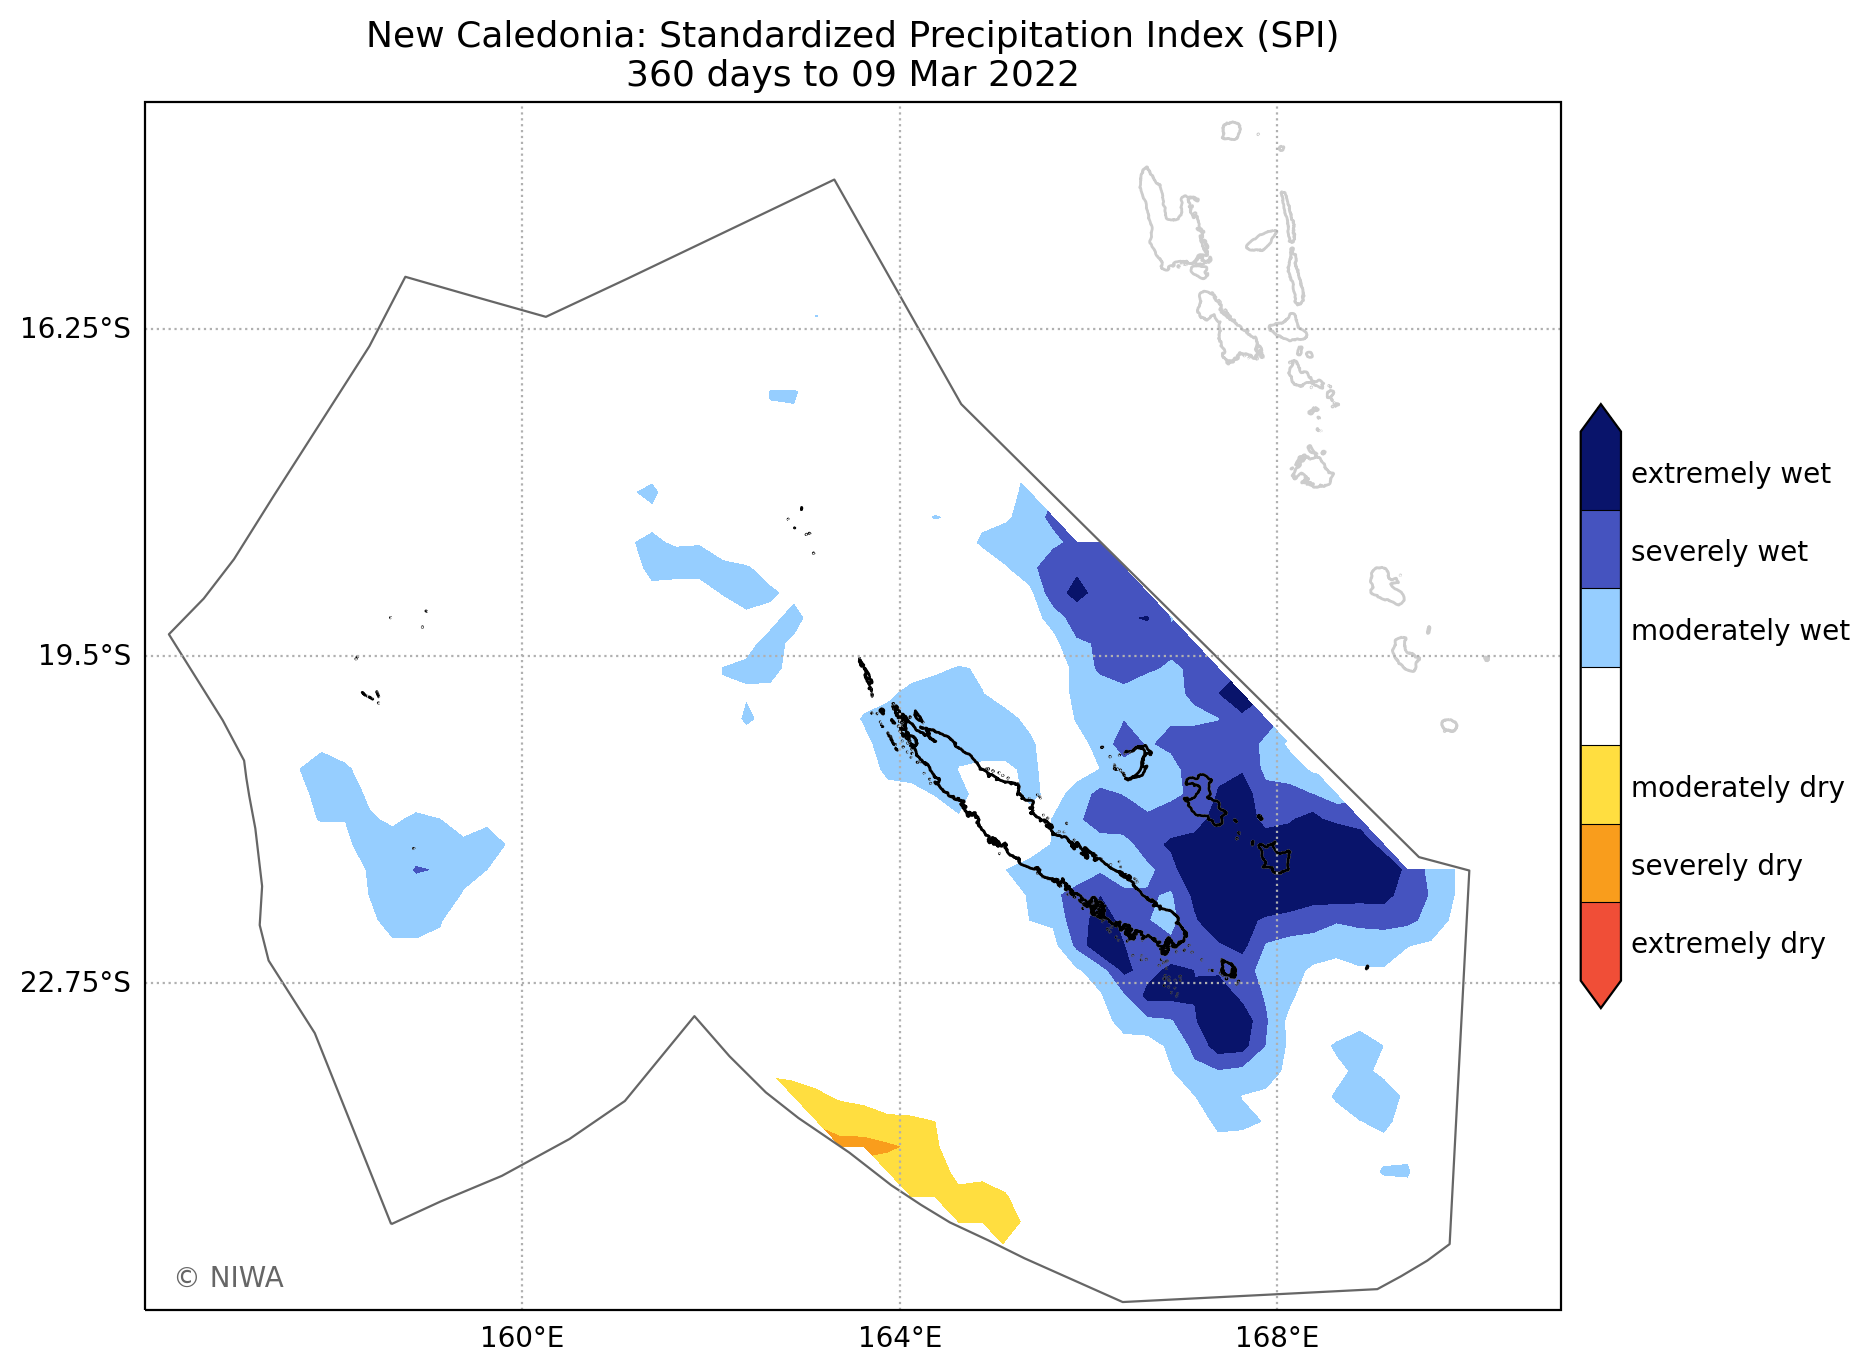 New Caledonia: Standardized Precipitation Index (SPI)
360 days to 09 Mar 2022
16.25°S
19.5°S
22.75°S
160°E
164°E
168°E
extremely wet
severely wet
moderately wet
moderately dry
severely dry
extremely dry
© NIWA